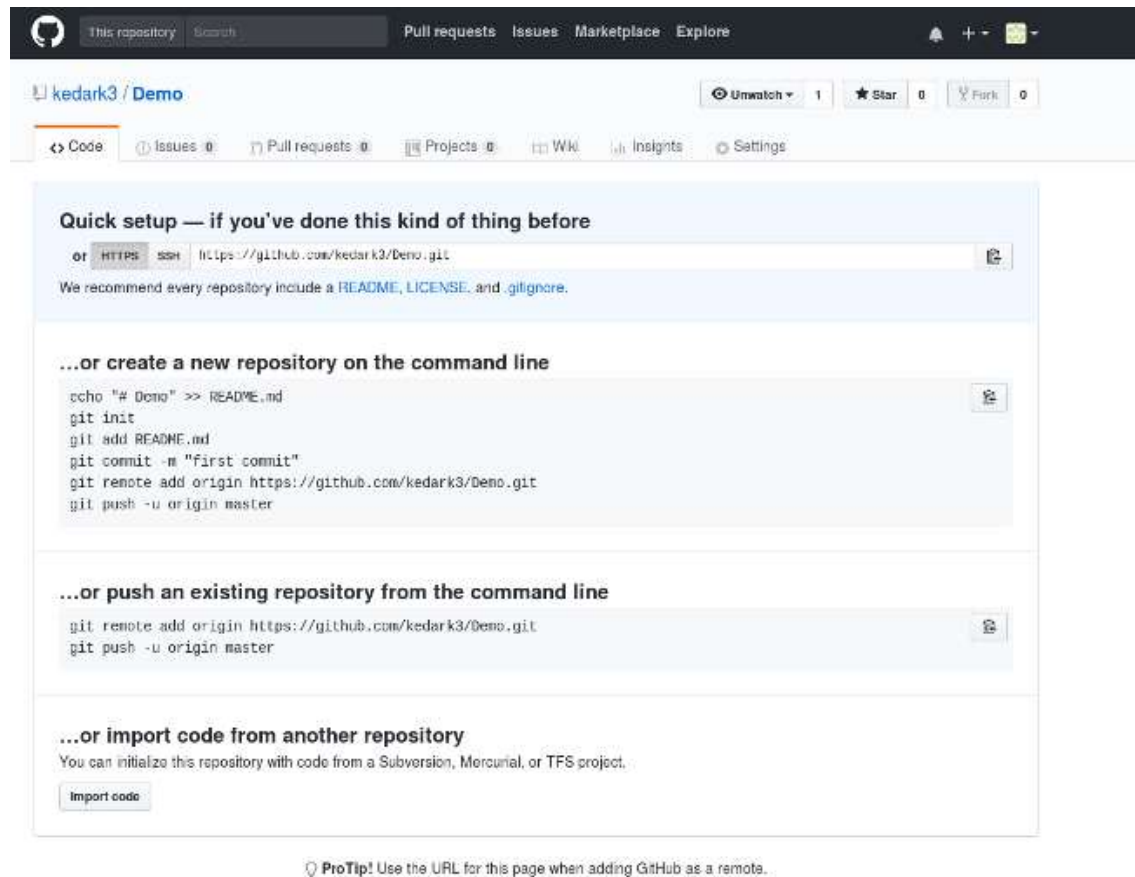 This repository Search Pull requests Issues Marketplace Explore
kedark3 / Demo
Unwatch 1 Star 0 Fork 0
Code Issues 0 Pull requests 0 Projects 0 Wiki Insights Settings
Quick setup — if you've done this kind of thing before
or HTTPS SSH https://github.com/kedark3/Demo.git
We recommend every repository include a README, LICENSE, and .gitignore.
…or create a new repository on the command line
echo "# Demo" >> README.md
git init
git add README.md
git commit -m "first commit"
git remote add origin https://github.com/kedark3/Demo.git
git push -u origin master
…or push an existing repository from the command line
git remote add origin https://github.com/kedark3/Demo.git
git push -u origin master
…or import code from another repository
You can initialize this repository with code from a Subversion, Mercurial, or TFS project.
Import code
ProTip! Use the URL for this page when adding GitHub as a remote.